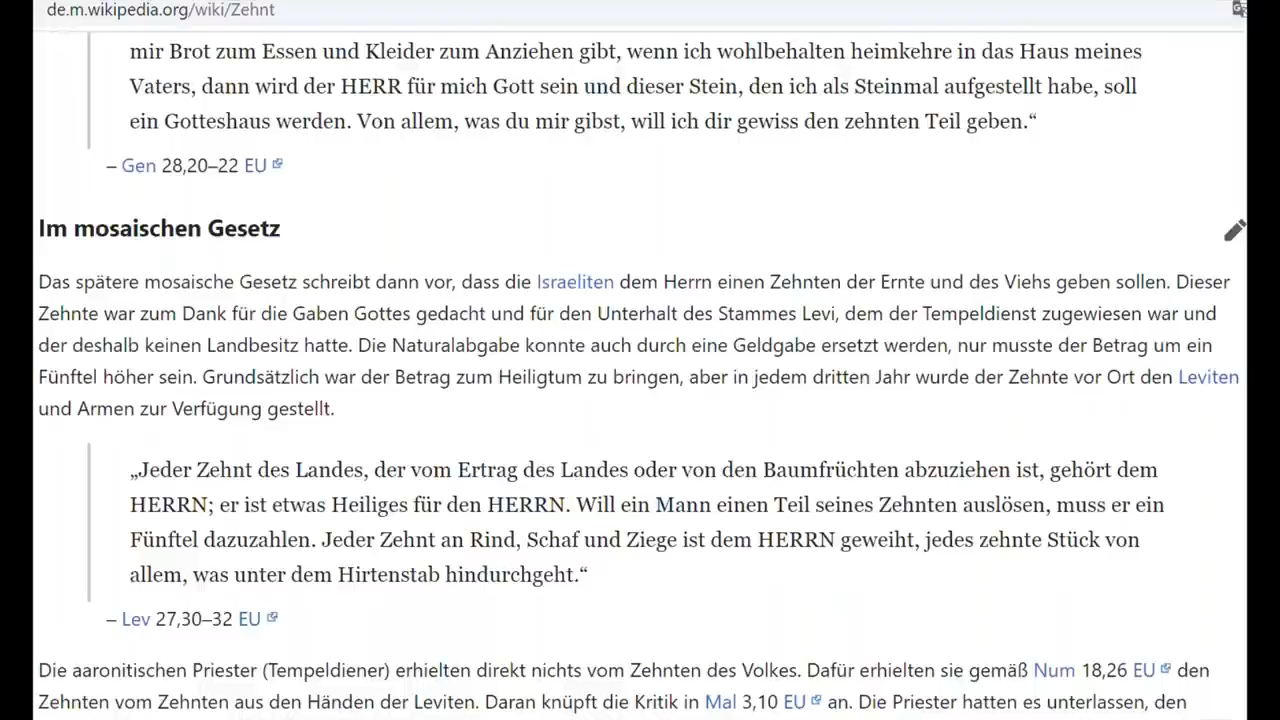 de.m.wikipedia.org/wiki/Zehnt
mir Brot zum Essen und Kleider zum Anziehen gibt, wenn ich wohlbehalten heimkehre in das Haus meines
Vaters, dann wird der HERR für mich Gott sein und dieser Stein, den ich als Steinmal aufgestellt habe, soll
ein Gotteshaus werden. Von allem, was du mir gibst, will ich dir gewiss den zehnten Teil geben.“
– Gen 28,20–22 EU
Im mosaischen Gesetz
Das spätere mosaische Gesetz schreibt dann vor, dass die Israeliten dem Herrn einen Zehnten der Ernte und des Viehs geben sollen. Dieser
Zehnte war zum Dank für die Gaben Gottes gedacht und für den Unterhalt des Stammes Levi, dem der Tempeldienst zugewiesen war und
der deshalb keinen Landbesitz hatte. Die Naturalabgabe konnte auch durch eine Geldgabe ersetzt werden, nur musste der Betrag um ein
Fünftel höher sein. Grundsätzlich war der Betrag zum Heiligtum zu bringen, aber in jedem dritten Jahr wurde der Zehnte vor Ort den Leviten
und Armen zur Verfügung gestellt.
„Jeder Zehnt des Landes, der vom Ertrag des Landes oder von den Baumfrüchten abzuziehen ist, gehört dem
HERRN; er ist etwas Heiliges für den HERRN. Will ein Mann einen Teil seines Zehnten auslösen, muss er ein
Fünftel dazuzahlen. Jeder Zehnt an Rind, Schaf und Ziege ist dem HERRN geweiht, jedes zehnte Stück von
allem, was unter dem Hirtenstab hindurchgeht.“
– Lev 27,30–32 EU
Die aaronitischen Priester (Tempeldiener) erhielten direkt nichts vom Zehnten des Volkes. Dafür erhielten sie gemäß Num 18,26 EU den
Zehnten vom Zehnten aus den Händen der Leviten. Daran knüpft die Kritik in Mal 3,10 EU an. Die Priester hatten es unterlassen, den